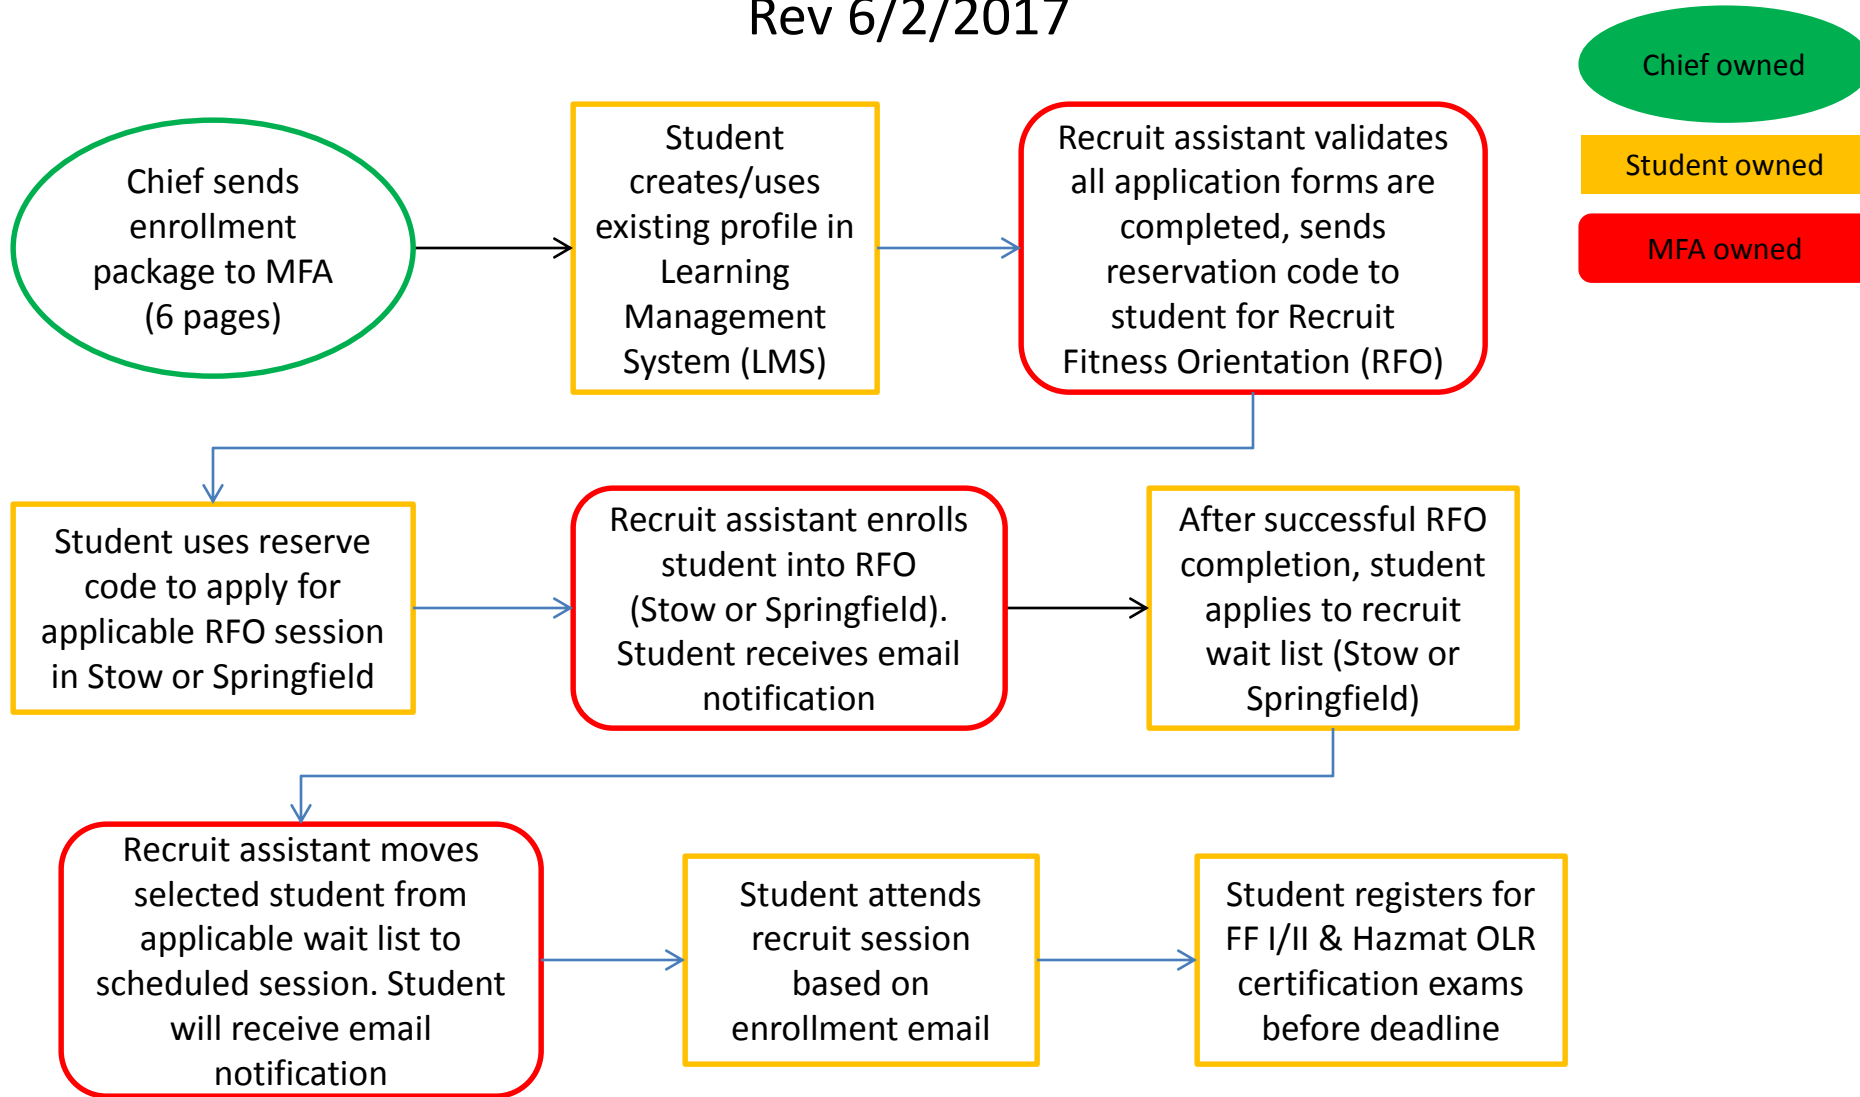 Rev 6/2/2017
Chief owned
Student owned
MFA owned
Chief sends
enrollment
package to MFA
(6 pages)
Student
creates/uses
existing profile in
Learning
Management
System (LMS)
Recruit assistant validates
all application forms are
completed, sends
reservation code to
student for Recruit
Fitness Orientation (RFO)
Student uses reserve
code to apply for
applicable RFO session
in Stow or Springfield
Recruit assistant enrolls
student into RFO
(Stow or Springfield).
Student receives email
notification
After successful RFO
completion, student
applies to recruit
wait list (Stow or
Springfield)
Recruit assistant moves
selected student from
applicable wait list to
scheduled session. Student
will receive email
notification
Student attends
recruit session
based on
enrollment email
Student registers for
FF I/II & Hazmat OLR
certification exams
before deadline